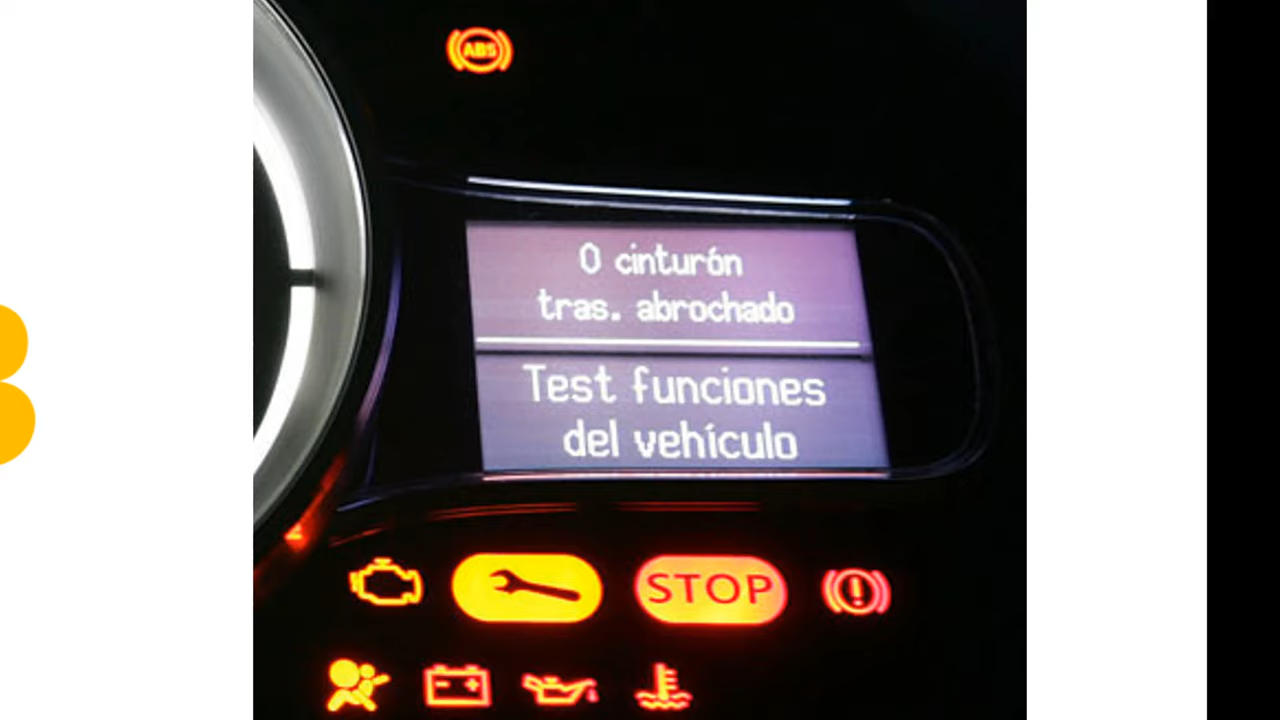 ABS
0 cinturón
tras. abrochado
Test funciones
del vehículo
STOP